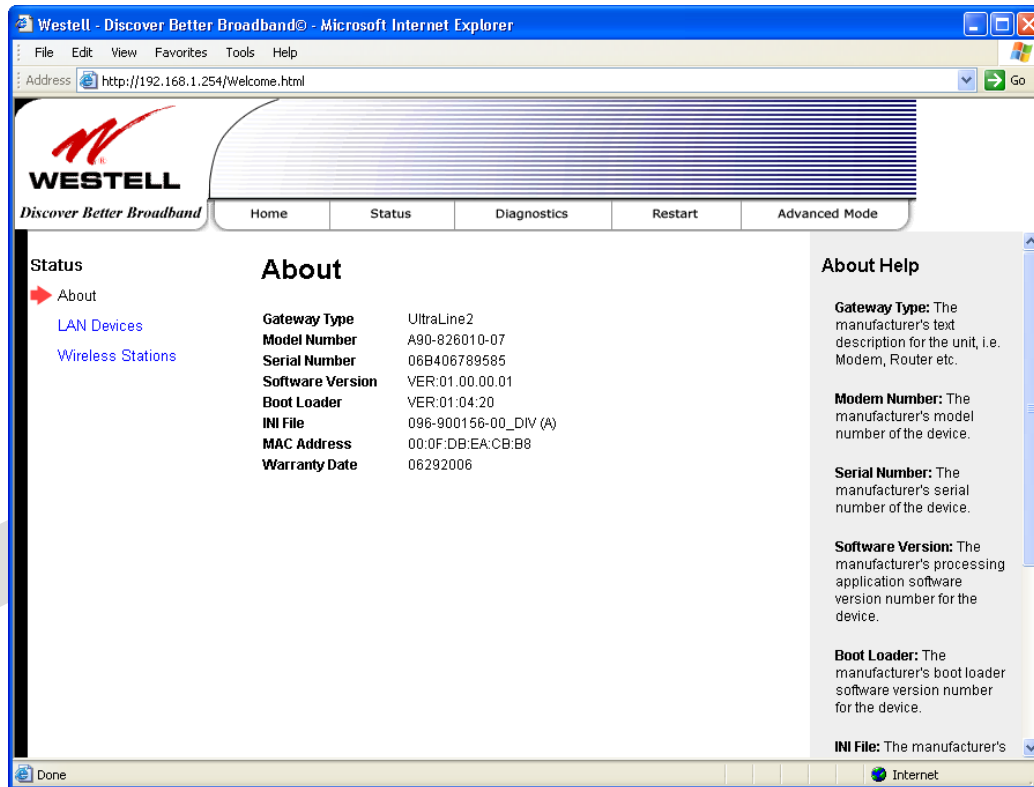 Westell - Discover Better Broadband© - Microsoft Internet Explorer
File Edit View Favorites Tools Help
Address http://192.168.1.254/Welcome.html Go
WESTELL
®
Discover Better Broadband
Home Status Diagnostics Restart Advanced Mode
Status
About
LAN Devices
Wireless Stations
About
Gateway Type UltraLine2
Model Number A90-826010-07
Serial Number 06B406789585
Software Version VER:01.00.00.01
Boot Loader VER:01:04:20
INI File 096-900156-00_DIV (A)
MAC Address 00:0F:DB:EA:CB:B8
Warranty Date 06292006
About Help
Gateway Type: The
manufacturer's text
description for the unit, i.e.
Modem, Router etc.
Modem Number: The
manufacturer's model
number of the device.
Serial Number: The
manufacturer's serial
number of the device.
Software Version: The
manufacturer's processing
application software
version number for the
device.
Boot Loader: The
manufacturer's boot loader
software version number
for the device.
INI File: The manufacturer's
Done Internet